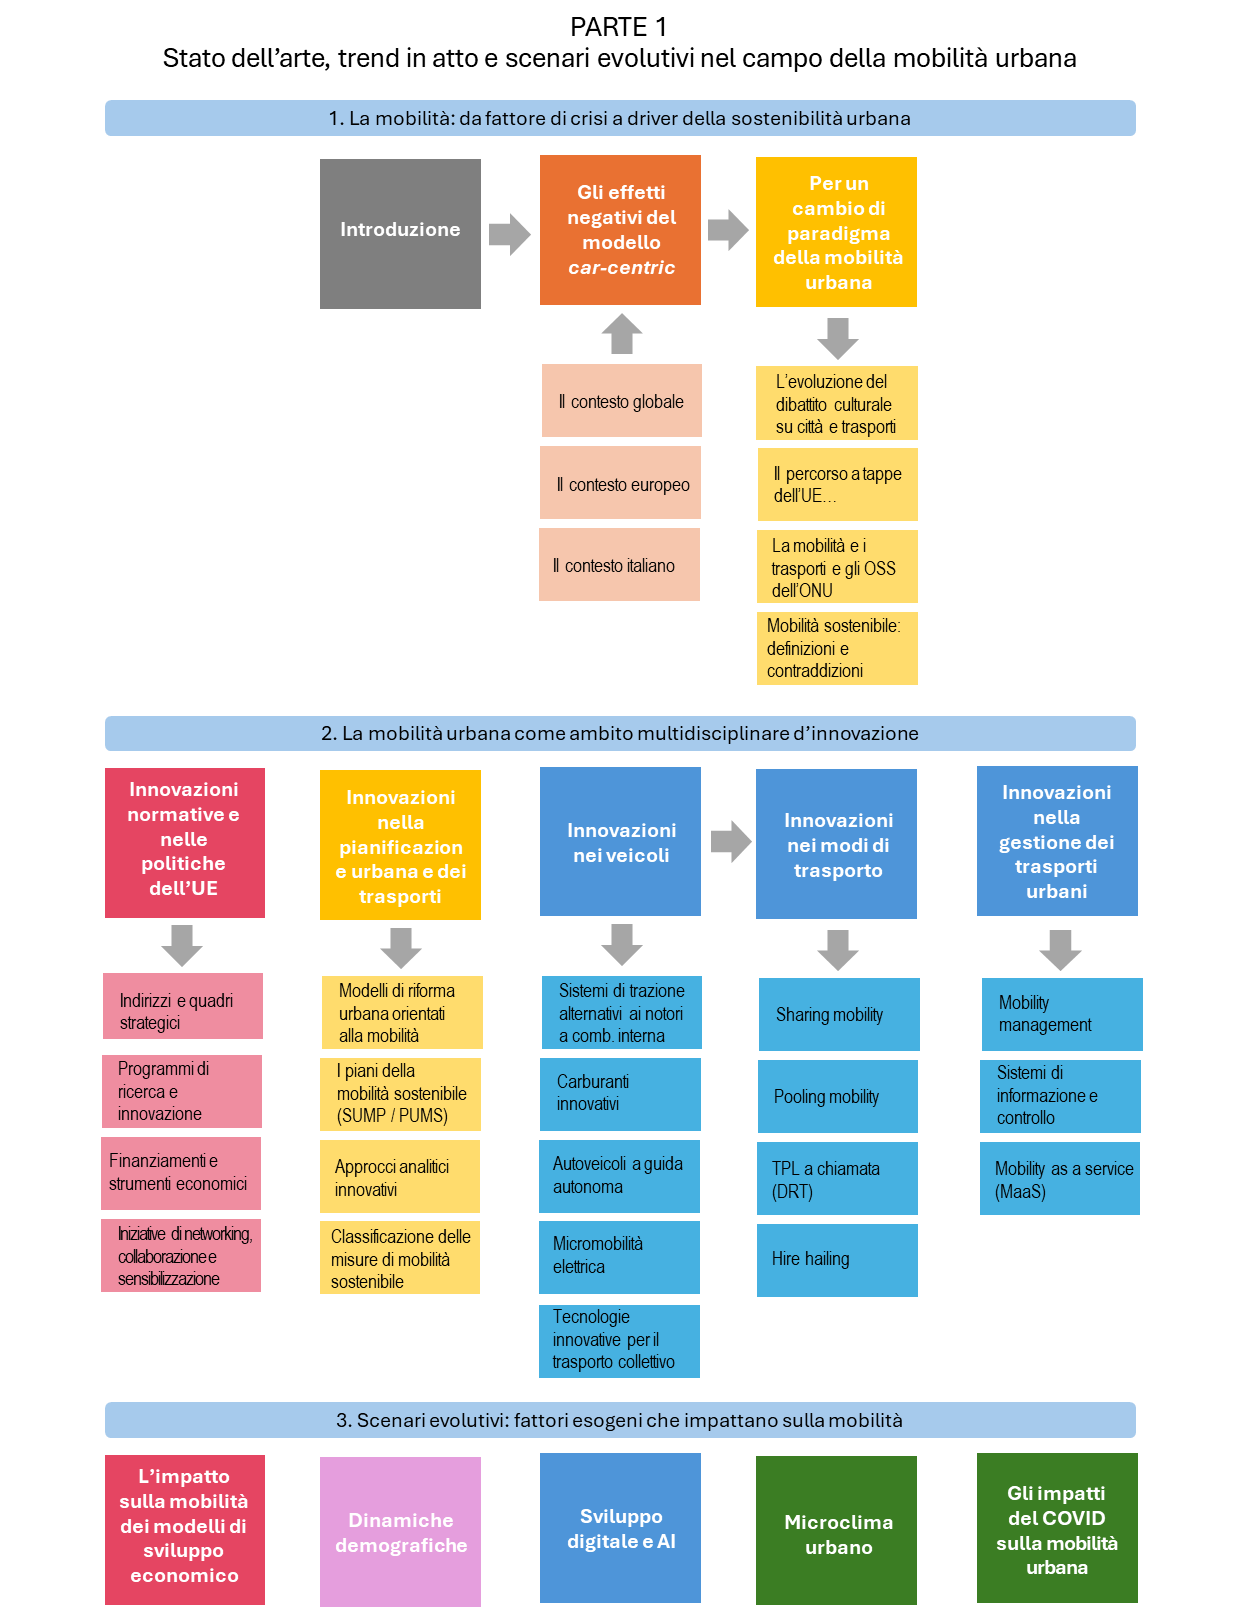 PARTE 1
Stato dell’arte, trend in atto e scenari evolutivi nel campo della mobilità urbana
1. La mobilità: da fattore di crisi a driver della sostenibilità urbana
Introduzione
Gli effetti
negativi del
modello
car-centric
Per un
cambio di
paradigma
della mobilità
urbana
Il contesto globale
Il contesto europeo
Il contesto italiano
L’evoluzione del
dibattito culturale
su città e trasporti
Il percorso a tappe
dell’UE…
La mobilità e i
trasporti e gli OSS
dell’ONU
Mobilità sostenibile:
definizioni e
contraddizioni
2. La mobilità urbana come ambito multidisciplinare d’innovazione
Innovazioni
normative e
nelle
politiche
dell’UE
Innovazioni
nella
pianificazion
e urbana e dei
trasporti
Innovazioni
nei veicoli
Innovazioni
nei modi di
trasporto
Innovazioni
nella
gestione dei
trasporti
urbani
Indirizzi e quadri
strategici
Programmi di
ricerca e
innovazione
Finanziamenti e
strumenti economici
Iniziative di networking,
collaborazione e
sensibilizzazione
Modelli di riforma
urbana orientati
alla mobilità
I piani della
mobilità sostenibile
(SUMP / PUMS)
Approcci analitici
innovativi
Classificazione delle
misure di mobilità
sostenibile
Sistemi di trazione
alternativi ai notori
a comb. interna
Carburanti
innovativi
Autoveicoli a guida
autonoma
Micromobilità
elettrica
Tecnologie
innovative per il
trasporto collettivo
Sharing mobility
Pooling mobility
TPL a chiamata
(DRT)
Hire hailing
Mobility
management
Sistemi di
informazione e
controllo
Mobility as a service
(MaaS)
3. Scenari evolutivi: fattori esogeni che impattano sulla mobilità
L’impatto
sulla mobilità
dei modelli di
sviluppo
economico
Dinamiche
demografiche
Sviluppo
digitale e AI
Microclima
urbano
Gli impatti
del COVID
sulla mobilità
urbana